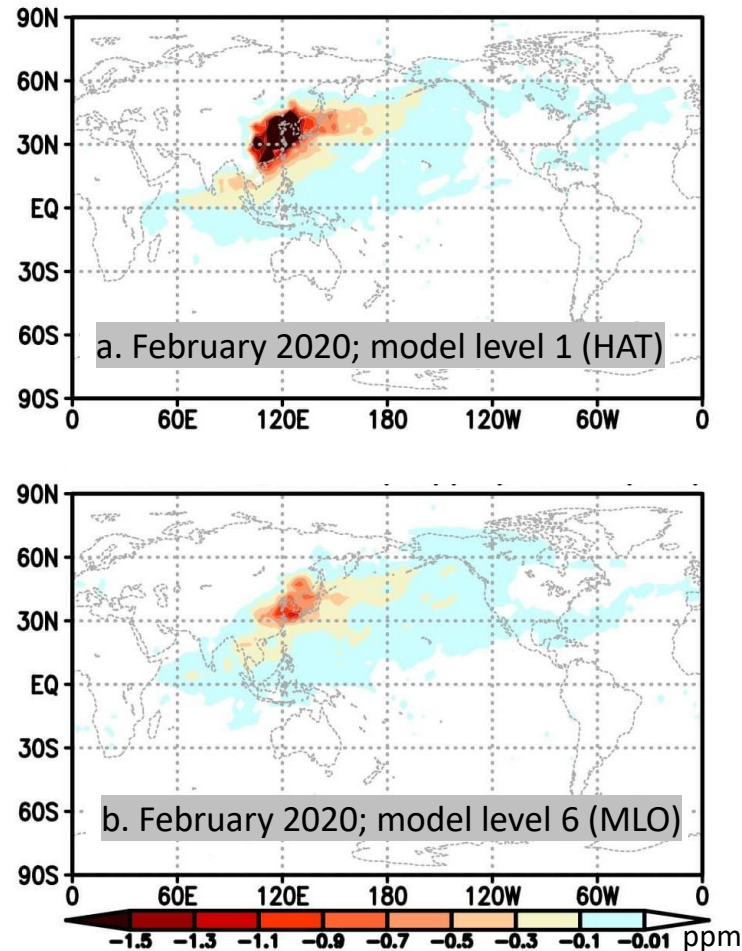 90N
60N
30N
EQ
30S
60S
90S
a. February 2020; model level 1 (HAT)
0 60E 120E 180 120W 60W 0
90N
60N
30N
EQ
30S
60S
90S
b. February 2020; model level 6 (MLO)
0 60E 120E 180 120W 60W 0
−1.5 −1.3 −1.1 −0.9 −0.7 −0.5 −0.3 −0.1 −0.01 ppm